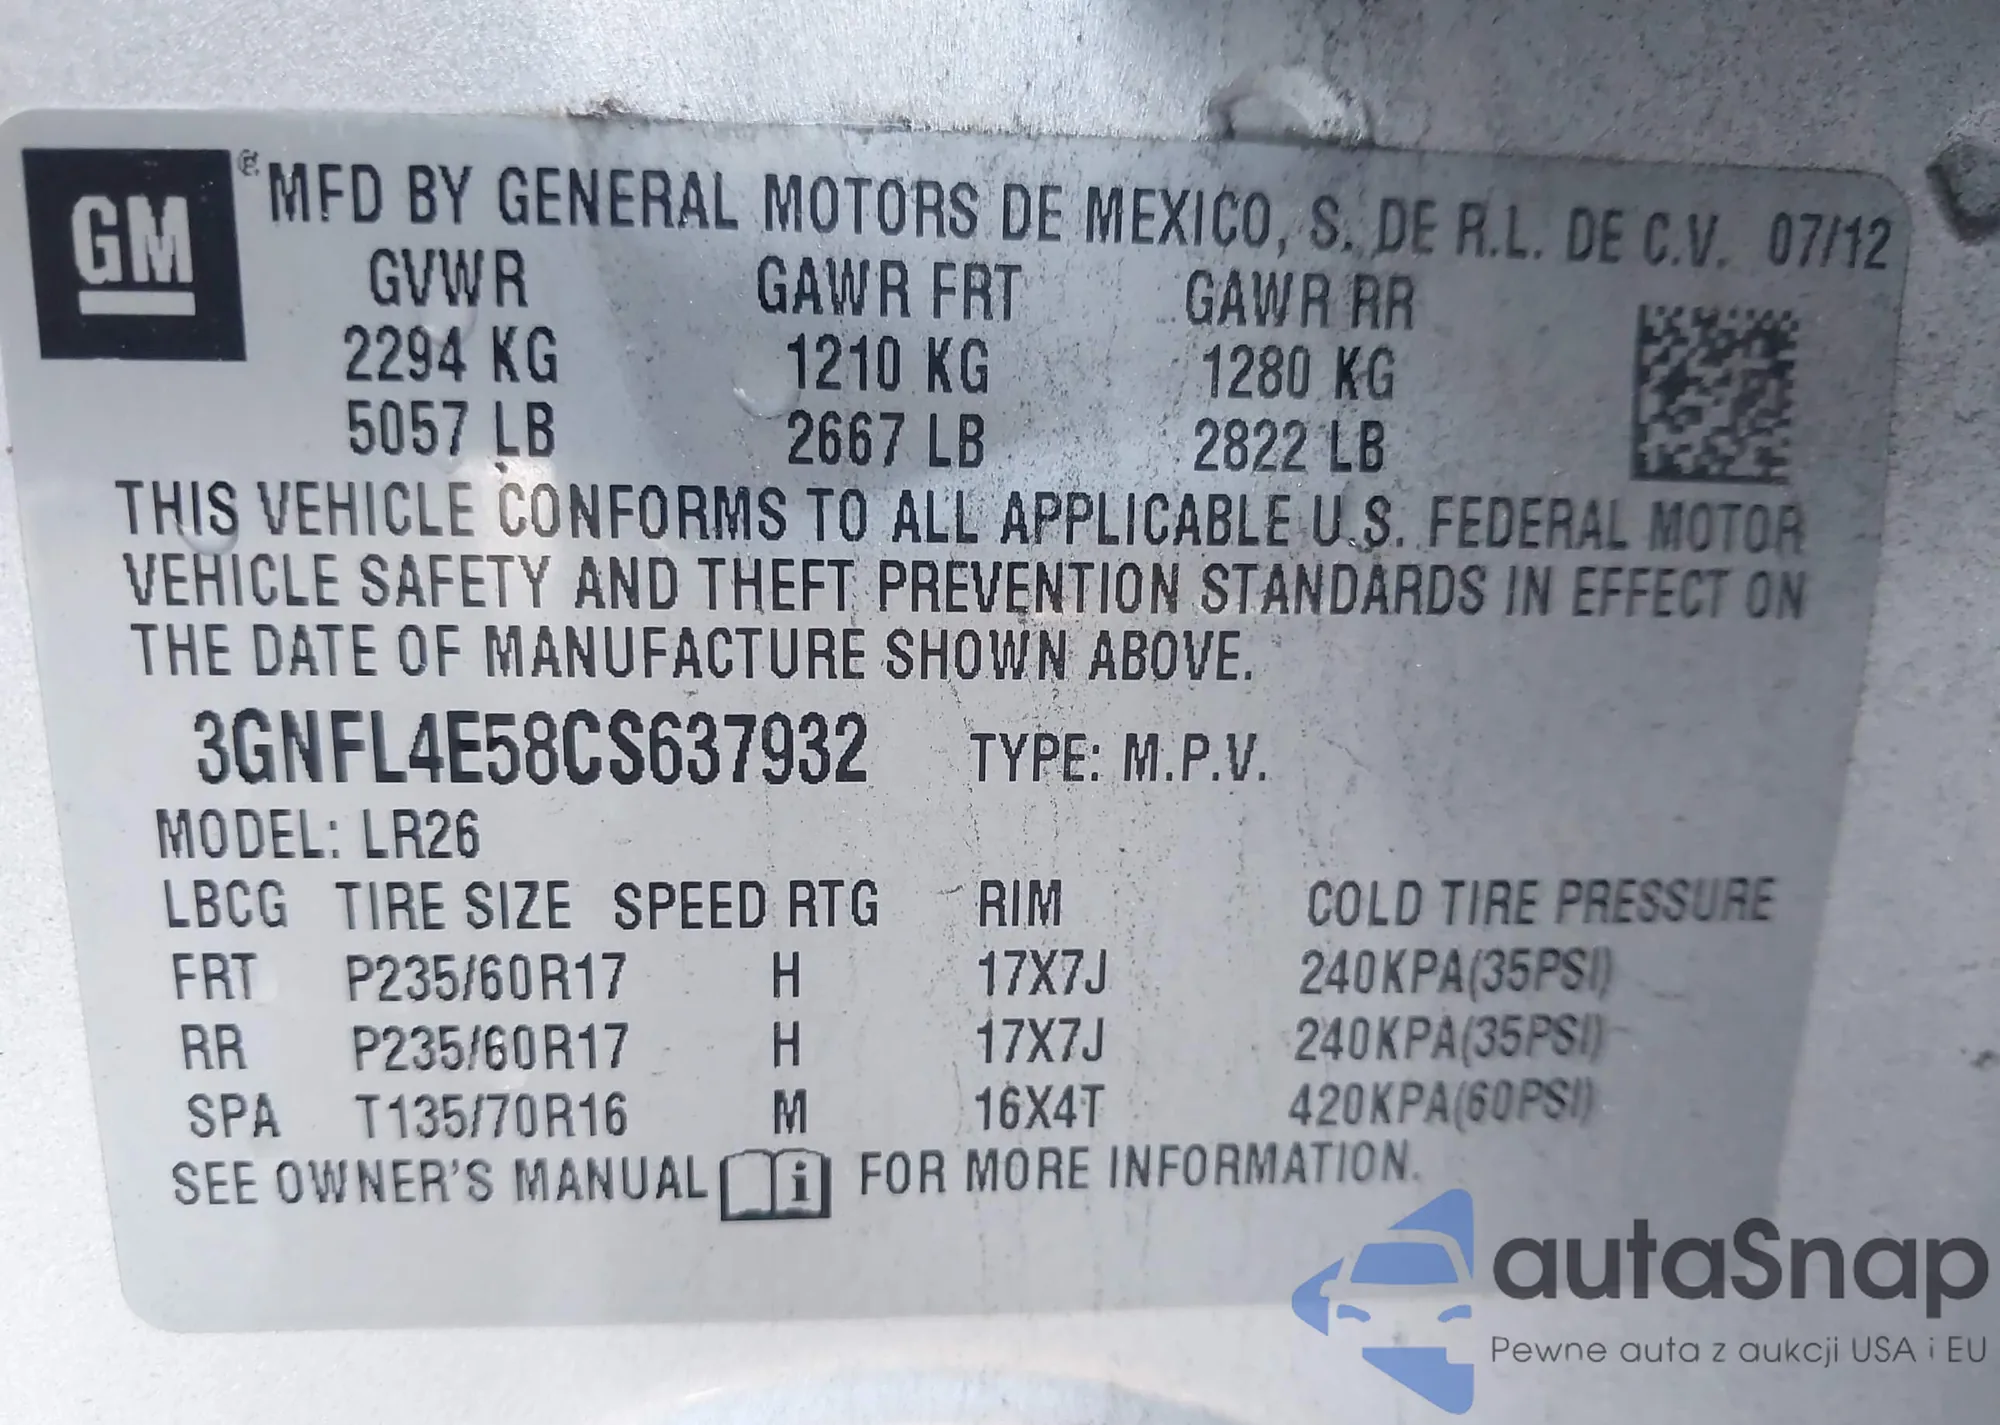 GM ® MFD BY GENERAL MOTORS DE MEXICO, S. DE R.L. DE C.V. 07/12
GVWR GAWR FRT GAWR RR
2294 KG 1210 KG 1280 KG
5057 LB 2667 LB 2822 LB
THIS VEHICLE CONFORMS TO ALL APPLICABLE U.S. FEDERAL MOTOR
VEHICLE SAFETY AND THEFT PREVENTION STANDARDS IN EFFECT ON
THE DATE OF MANUFACTURE SHOWN ABOVE.
3GNFL4E58CS637932 TYPE: M.P.V.
MODEL: LR26
LBCG TIRE SIZE SPEED RTG RIM COLD TIRE PRESSURE
FRT P235/60R17 H 17X7J 240KPA(35PSI)
RR P235/60R17 H 17X7J 240KPA(35PSI)
SPA T135/70R16 M 16X4T 420KPA(60PSI)
SEE OWNER'S MANUAL i FOR MORE INFORMATION.
autaSnap
Pewne auta z aukcji USA i EU